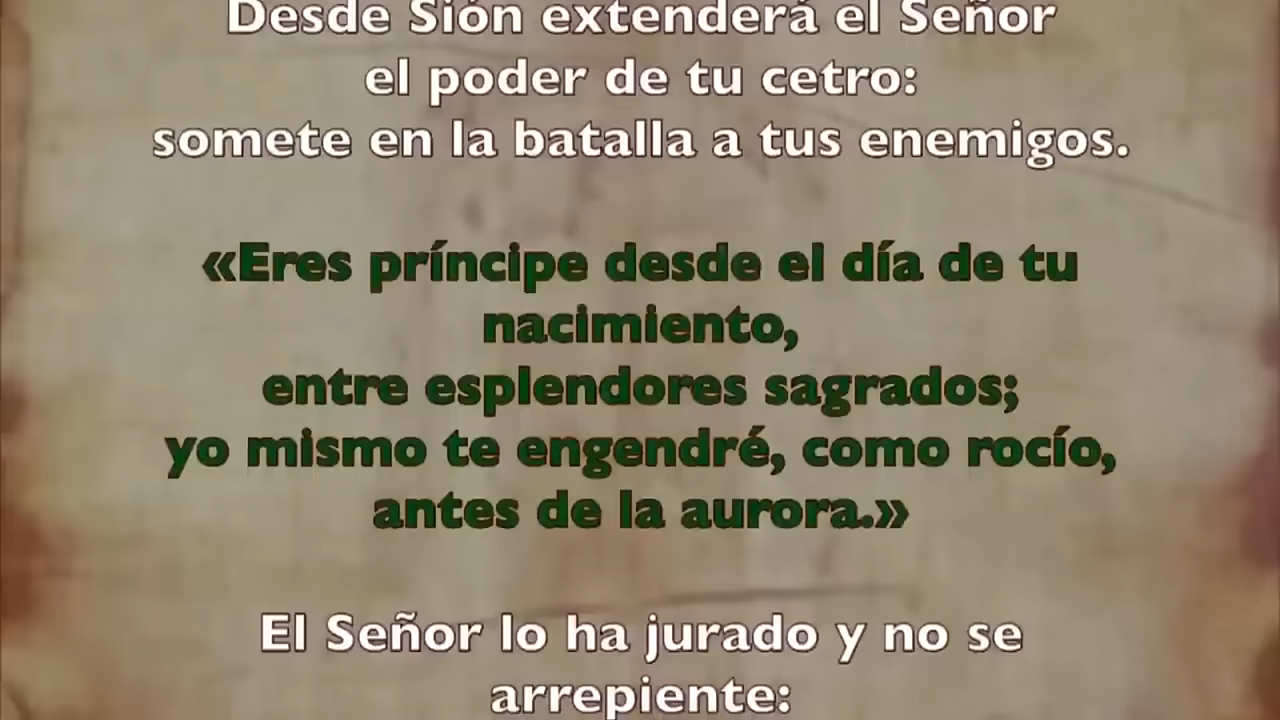 Desde Sión extenderá el Señor
el poder de tu cetro:
somete en la batalla a tus enemigos.
«Eres príncipe desde el día de tu
nacimiento,
entre esplendores sagrados;
yo mismo te engendré, como rocío,
antes de la aurora.»
El Señor lo ha jurado y no se
arrepiente: